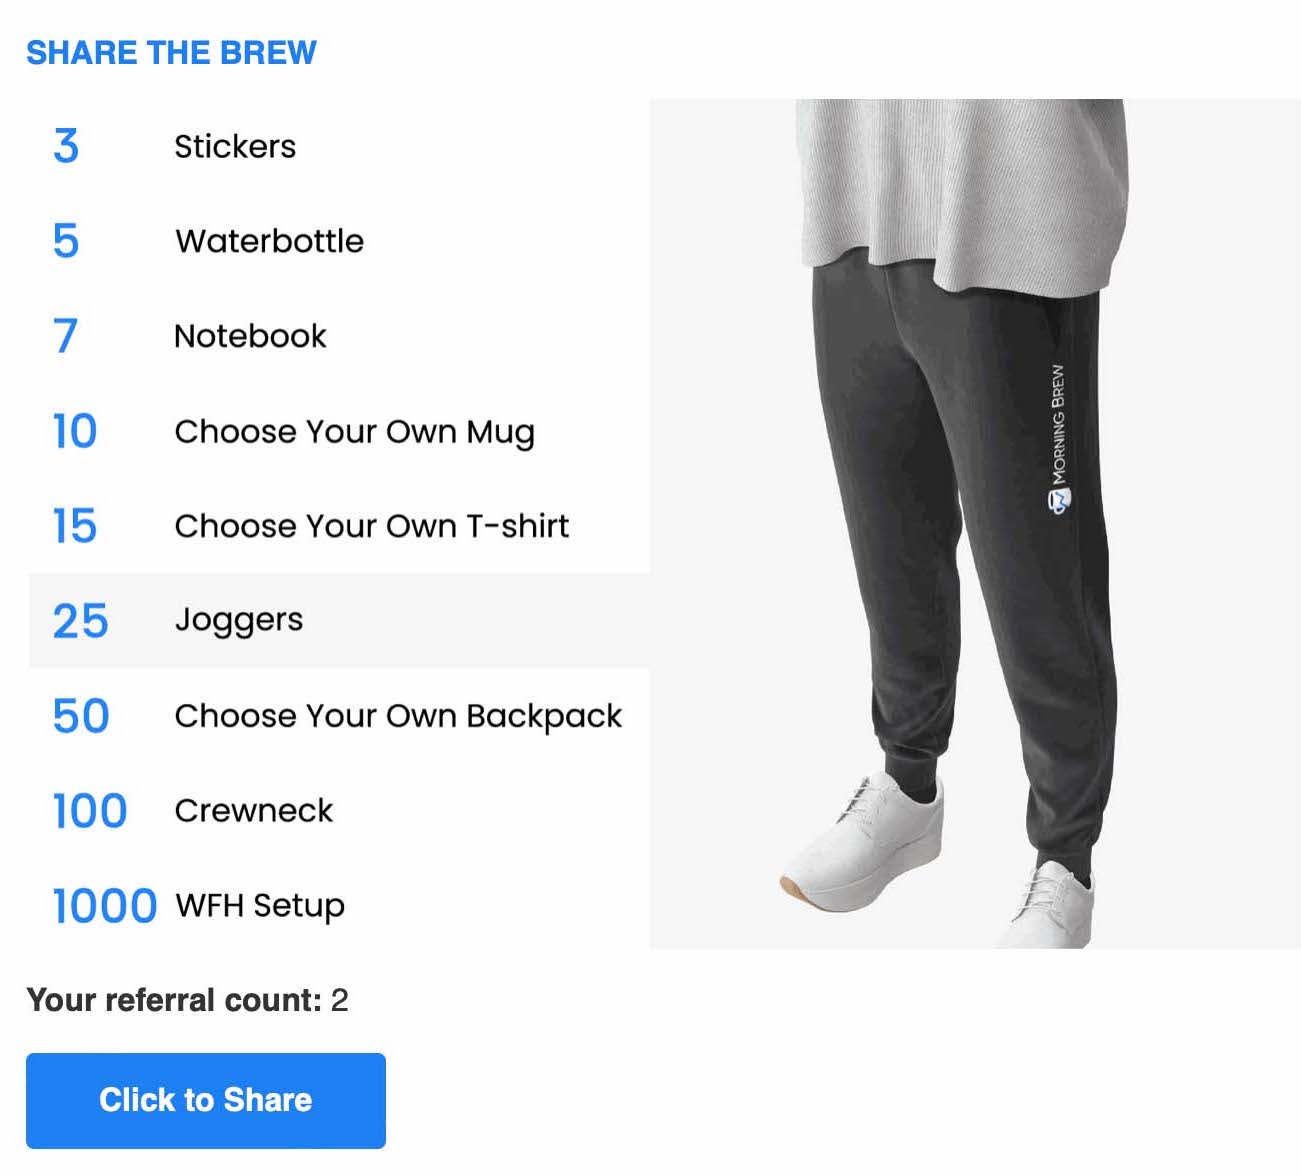 SHARE THE BREW
3 Stickers
5 Waterbottle
7 Notebook
10 Choose Your Own Mug
15 Choose Your Own T-shirt
25 Joggers
50 Choose Your Own Backpack
100 Crewneck
1000 WFH Setup
MORNING BREW
Your referral count: 2
Click to Share